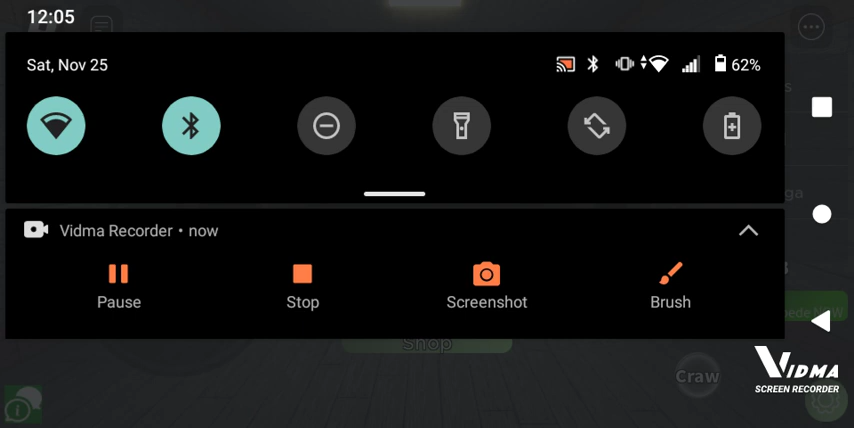 12:05
Sat, Nov 25
62%
Vidma Recorder • now
Pause
Stop
Screenshot
Brush
Shop
Craw
VIDMA
SCREEN RECORDER